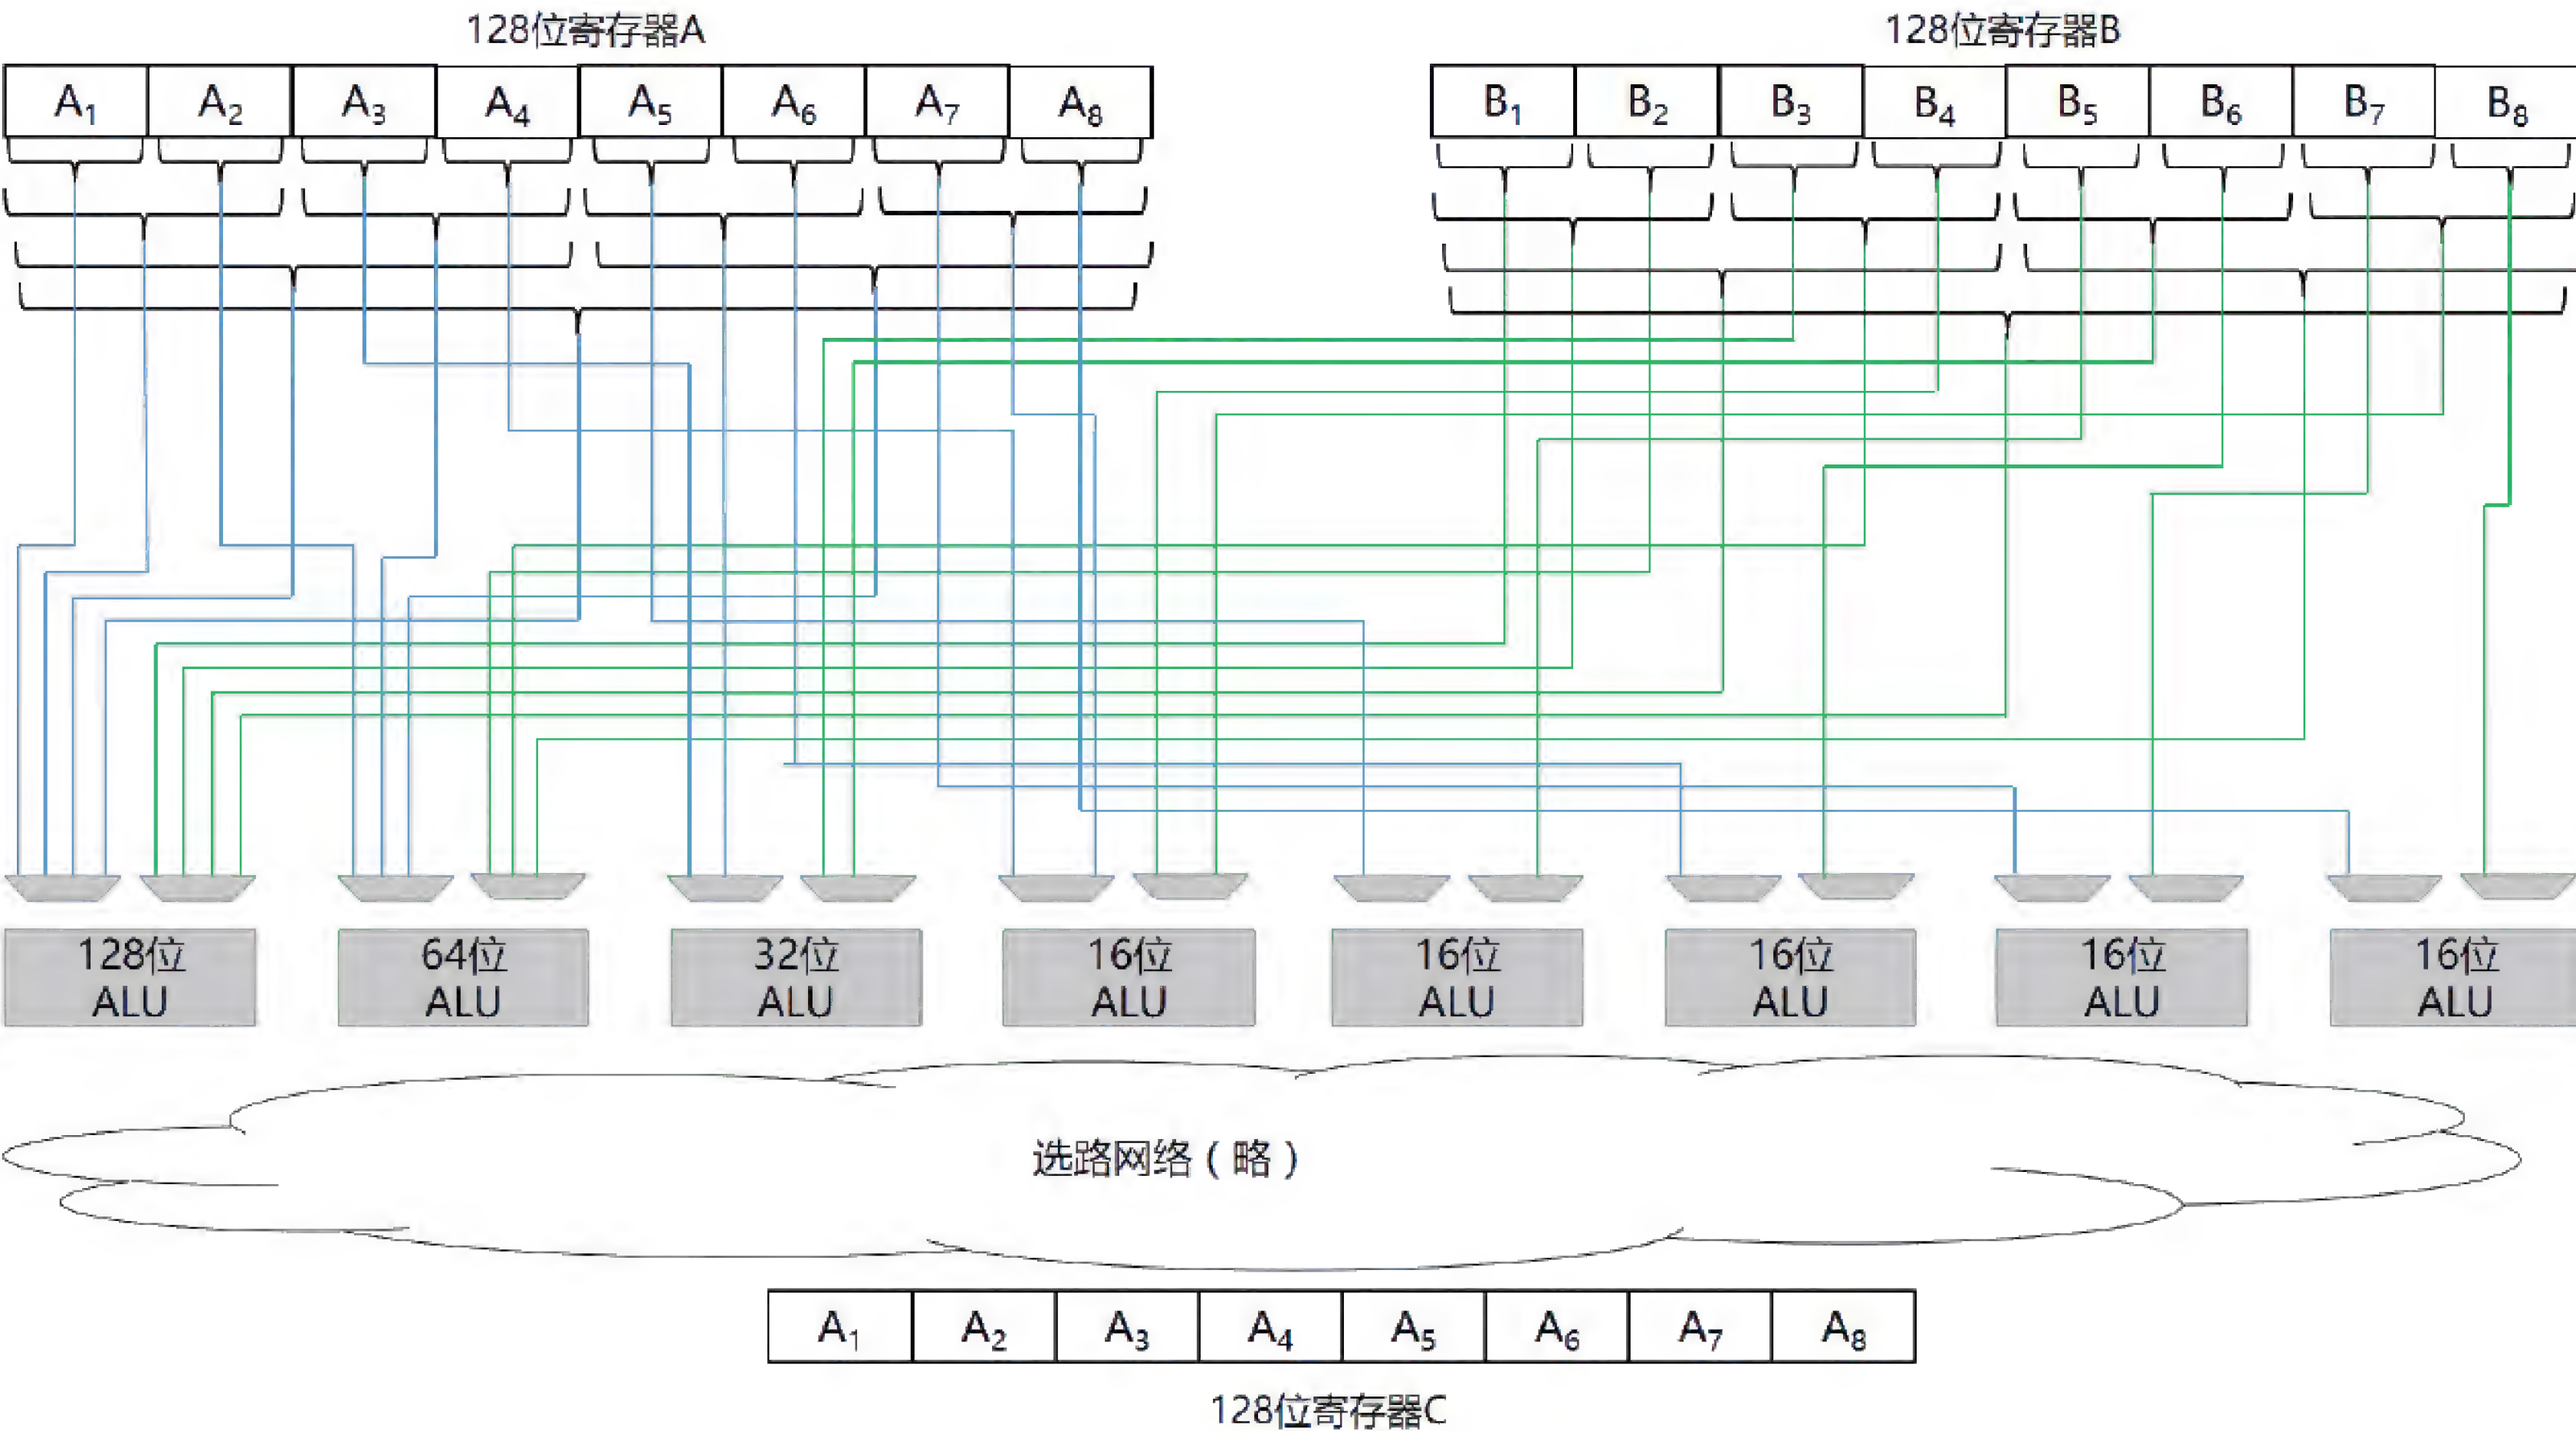 128位寄存器A
128位寄存器B
A1 A2 A3 A4 A5 A6 A7 A8
B1 B2 B3 B4 B5 B6 B7 B8
128位 ALU
64位 ALU
32位 ALU
16位 ALU
16位 ALU
16位 ALU
16位 ALU
16位 ALU
选路网络（略）
A1 A2 A3 A4 A5 A6 A7 A8
128位寄存器C